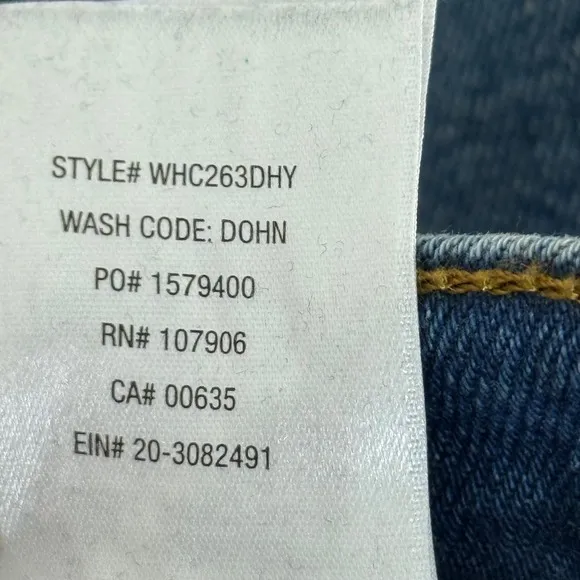 STYLE# WHC263DHY
WASH CODE: DOHN
PO# 1579400
RN# 107906
CA# 00635
EIN# 20-3082491